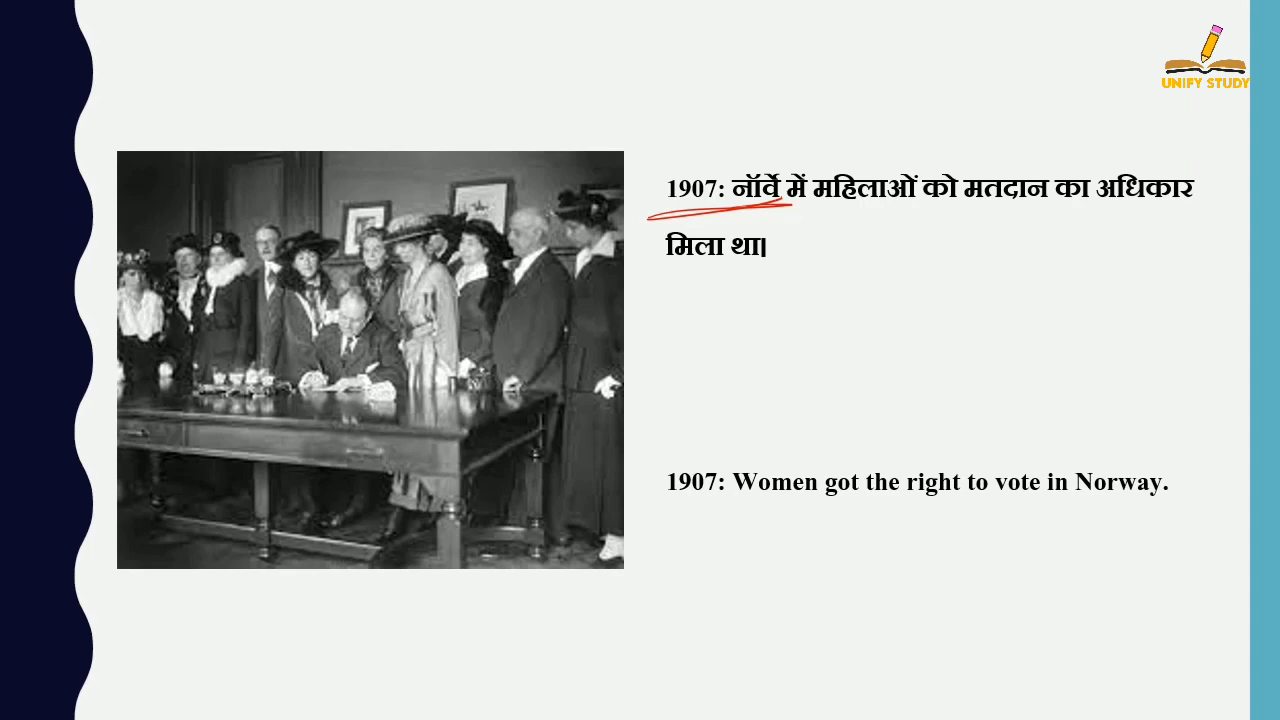 UNIFY STUDY
1907: नॉर्वे में महिलाओं को मतदान का अधिकार
मिला था।
1907: Women got the right to vote in Norway.